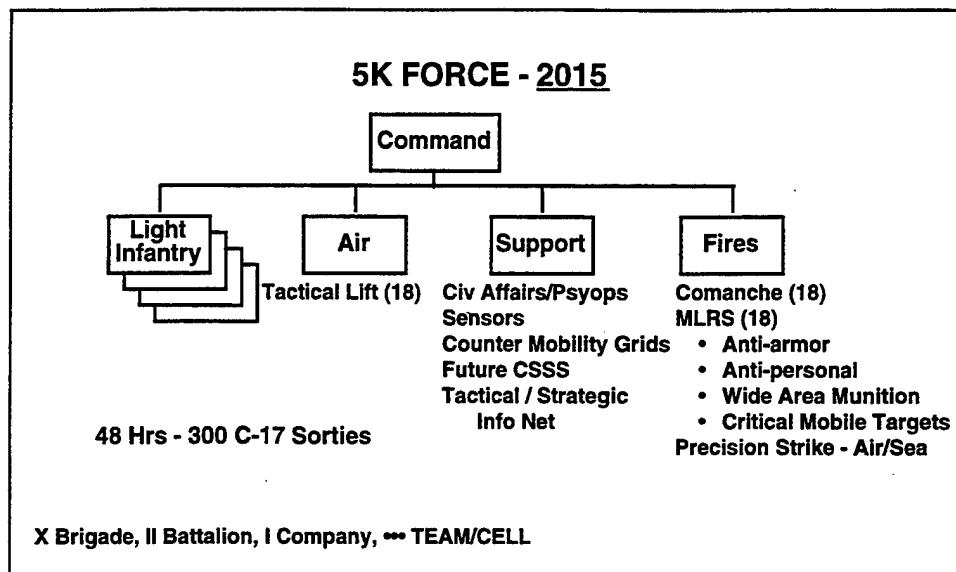 5K FORCE - 2015
Command
Light
Infantry
Air
Support
Fires
Tactical Lift (18)
Civ Affairs/Psyops
Sensors
Counter Mobility Grids
Future CSSS
Tactical / Strategic
Info Net
Comanche (18)
MLRS (18)
• Anti-armor
• Anti-personal
• Wide Area Munition
• Critical Mobile Targets
Precision Strike - Air/Sea
48 Hrs - 300 C-17 Sorties
X Brigade, II Battalion, I Company, ••• TEAM/CELL